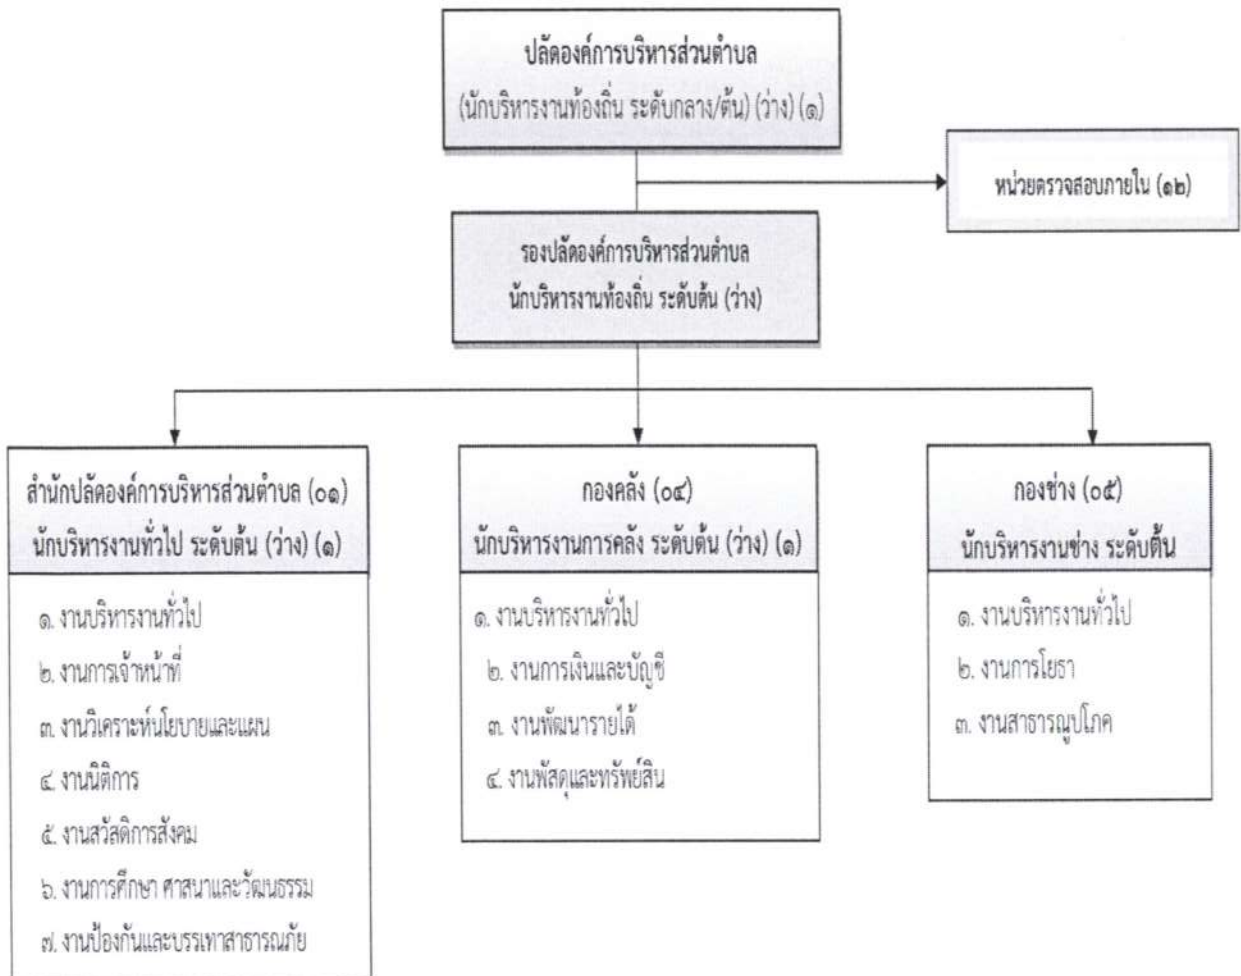 ปลัดองค์การบริหารส่วนตำบล
(นักบริหารงานท้องถิ่น ระดับกลาง/ต้น) (ว่าง) (๑)
หน่วยตรวจสอบภายใน (๑๒)
รองปลัดองค์การบริหารส่วนตำบล
นักบริหารงานท้องถิ่น ระดับต้น (ว่าง)
สำนักปลัดองค์การบริหารส่วนตำบล (๐๑)
นักบริหารงานทั่วไป ระดับต้น (ว่าง) (๑)
๑. งานบริหารงานทั่วไป
๒. งานการเจ้าหน้าที่
๓. งานวิเคราะห์นโยบายและแผน
๔. งานนิติการ
๕. งานสวัสดิการสังคม
๖. งานการศึกษา ศาสนาและวัฒนธรรม
๗. งานป้องกันและบรรเทาสาธารณภัย
กองคลัง (๐๔)
นักบริหารงานการคลัง ระดับต้น (ว่าง) (๑)
๑. งานบริหารงานทั่วไป
๒. งานการเงินและบัญชี
๓. งานพัฒนารายได้
๔. งานพัสดุและทรัพย์สิน
กองช่าง (๐๕)
นักบริหารงานช่าง ระดับต้น
๑. งานบริหารงานทั่วไป
๒. งานการโยธา
๓. งานสาธารณูปโภค